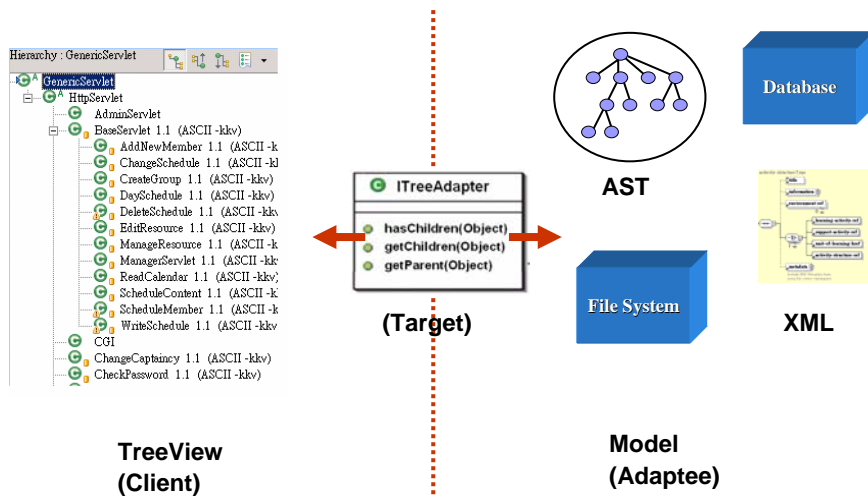 Hierarchy : GenericServlet
GenericServlet
HttpServlet
AdminServlet
BaseServlet 1.1 (ASCII -kkv)
AddNewMember 1.1 (ASCII -k
ChangeSchedule 1.1 (ASCII -k
CreateGroup 1.1 (ASCII -kkv
DaySchedule 1.1 (ASCII -kkv
DeleteSchedule 1.1 (ASCII -k
EditResource 1.1 (ASCII -kkv
ManageResource 1.1 (ASCII -
ManagerServlet 1.1 (ASCII -k
ReadCalendar 1.1 (ASCII -kkv
ScheduleContent 1.1 (ASCII -k
ScheduleMember 1.1 (ASCII -k
WriteSchedule 1.1 (ASCII -kkv
CGI
ChangeCaptaincy 1.1 (ASCII -kkv)
CheckPassword 1.1 (ASCII -kkv)
TreeView
(Client)
ITreeAdapter
hasChildren(Object)
getChildren(Object)
getParent(Object)
(Target)
AST
Database
File System
XML
Model
(Adaptee)